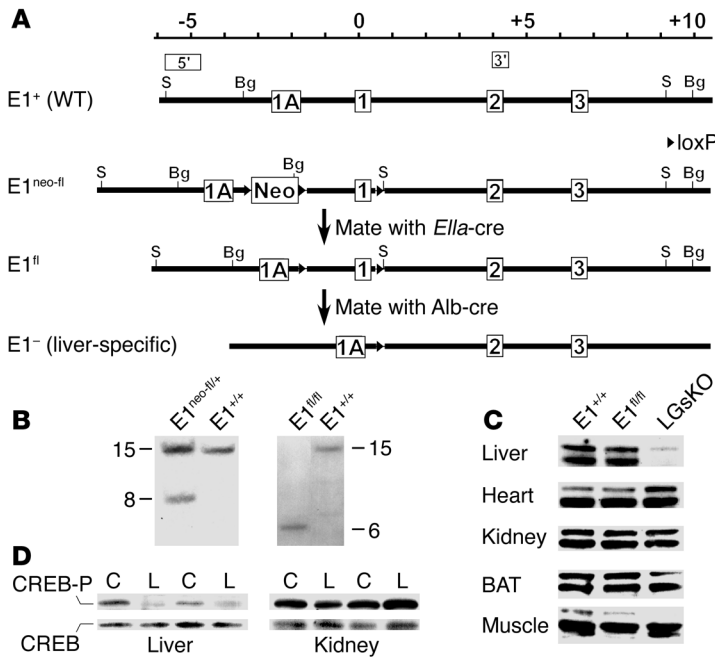 A
-5 0 +5 +10
5' 3'
S Bg S Bg
E1+ (WT) 1A 1 2 3
loxP
S Bg Bg S S Bg
E1neo-fl 1A Neo 1 2 3
Mate with EIIa-cre
S Bg S S Bg
E1fl 1A 1 2 3
Mate with Alb-cre
E1– (liver-specific) 1A 2 3
B
E1neo-fl/+ E1+/+ E1fl/fl E1+/+
15 15
8
6
C
E1+/+ E1fl/fl LGsKO
Liver
Heart
Kidney
BAT
Muscle
D
C L C L C L C L
CREB-P
CREB
Liver Kidney